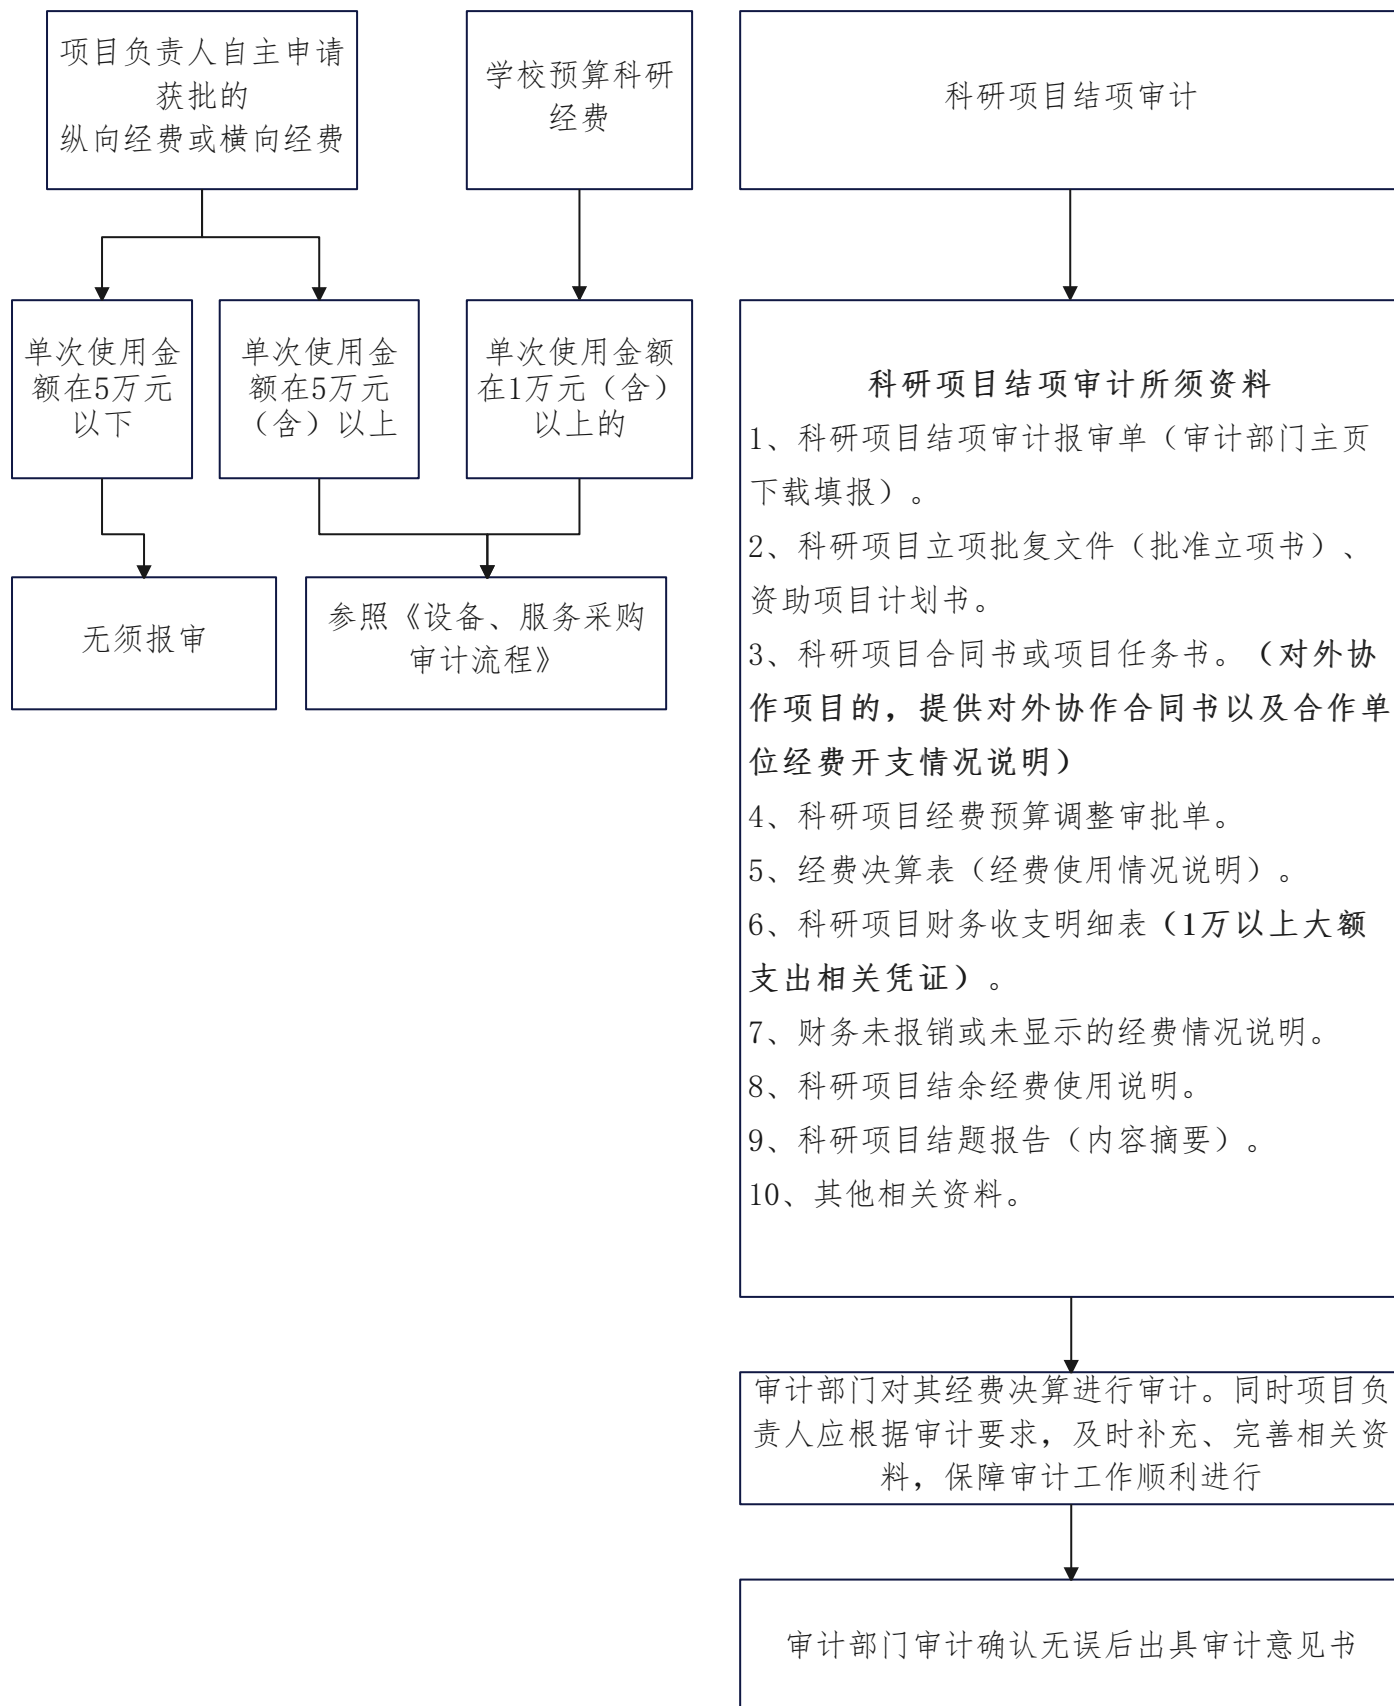 项目负责人自主申请
获批的
纵向经费或横向经费
学校预算科研
经费
科研项目结项审计
单次使用金
额在5万元
以下
单次使用金
额在5万元
（含）以上
单次使用金额
在1万元（含）
以上的
无须报审
参照《设备、服务采购
审计流程》
科研项目结项审计所须资料
1、科研项目结项审计报审单（审计部门主页
下载填报）。
2、科研项目立项批复文件（批准立项书）、
资助项目计划书。
3、科研项目合同书或项目任务书。（对外协
作项目的，提供对外协作合同书以及合作单
位经费开支情况说明）
4、科研项目经费预算调整审批单。
5、经费决算表（经费使用情况说明）。
6、科研项目财务收支明细表（1万以上大额
支出相关凭证）。
7、财务未报销或未显示的经费情况说明。
8、科研项目结余经费使用说明。
9、科研项目结题报告（内容摘要）。
10、其他相关资料。
审计部门对其经费决算进行审计。同时项目负
责人应根据审计要求，及时补充、完善相关资
料，保障审计工作顺利进行
审计部门审计确认无误后出具审计意见书